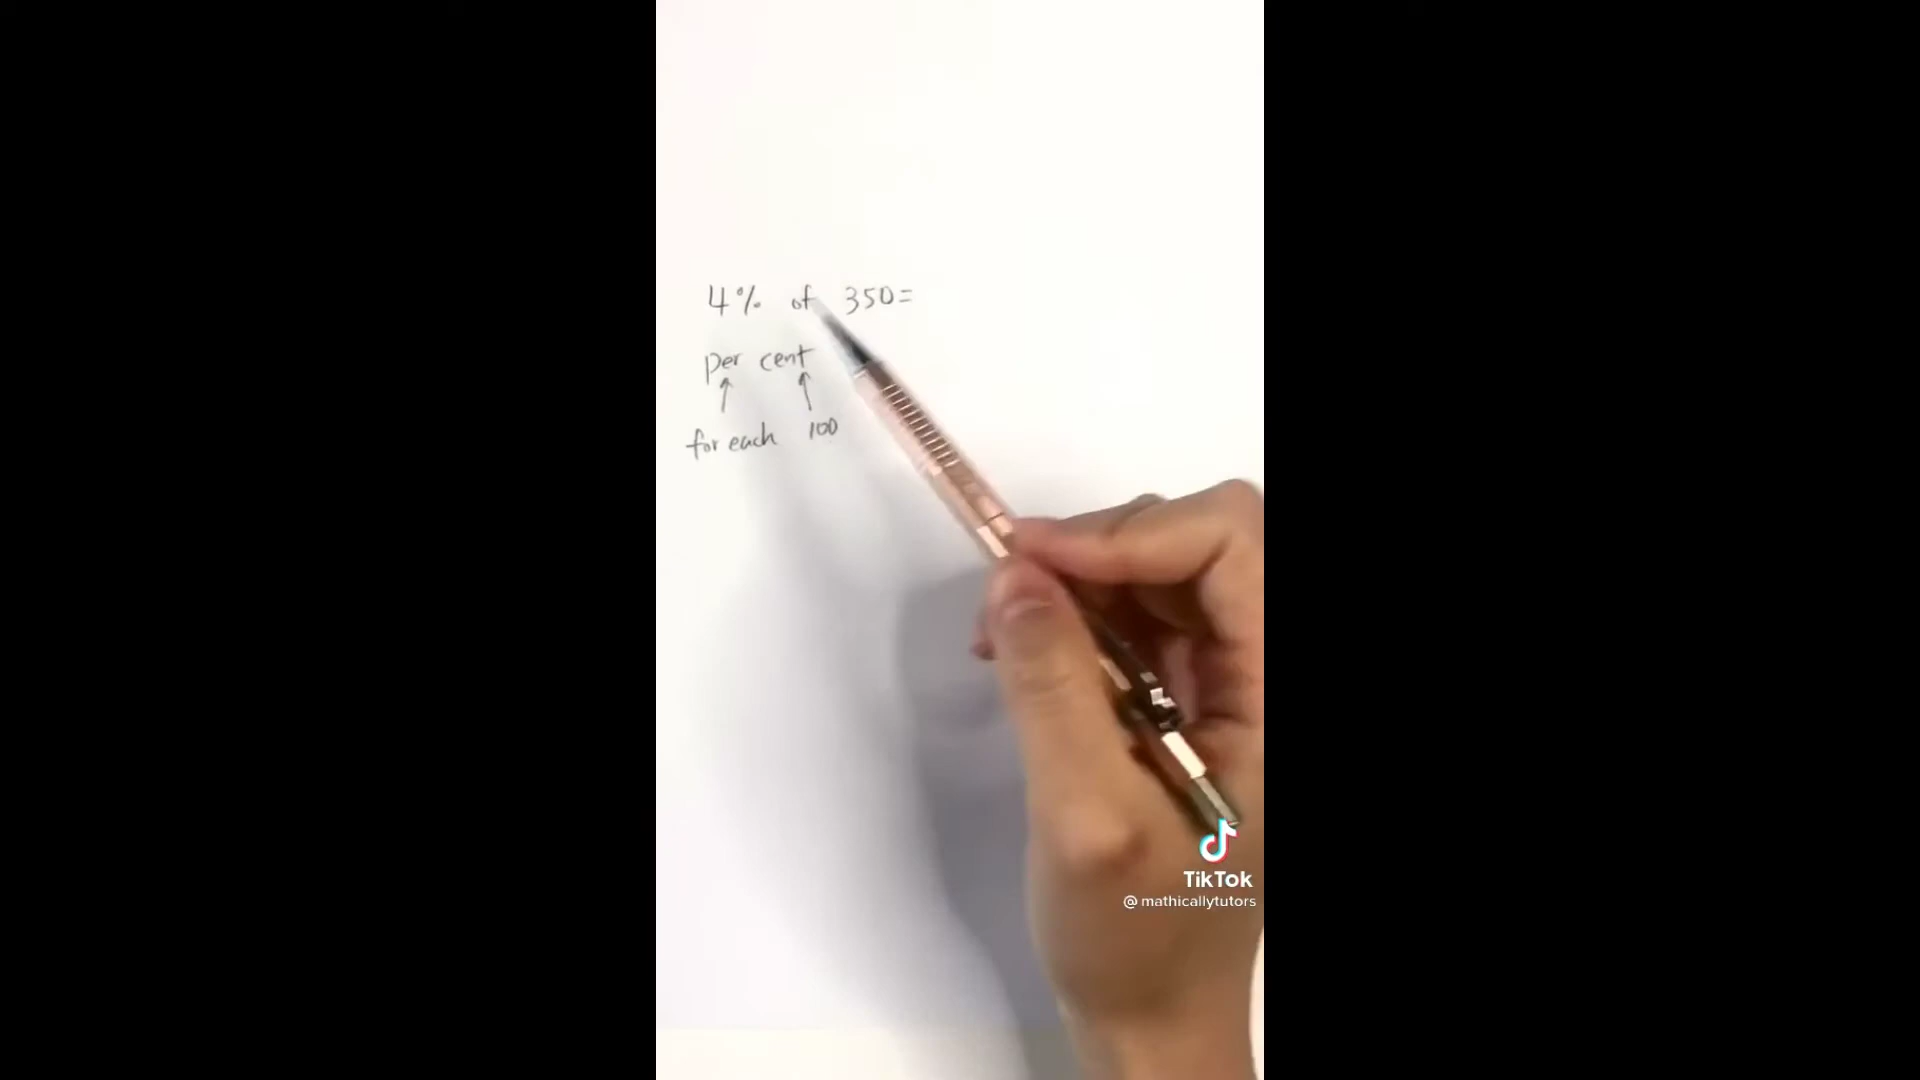 4% of 350=
per cent
for each 100
TikTok
@mathicallytutors